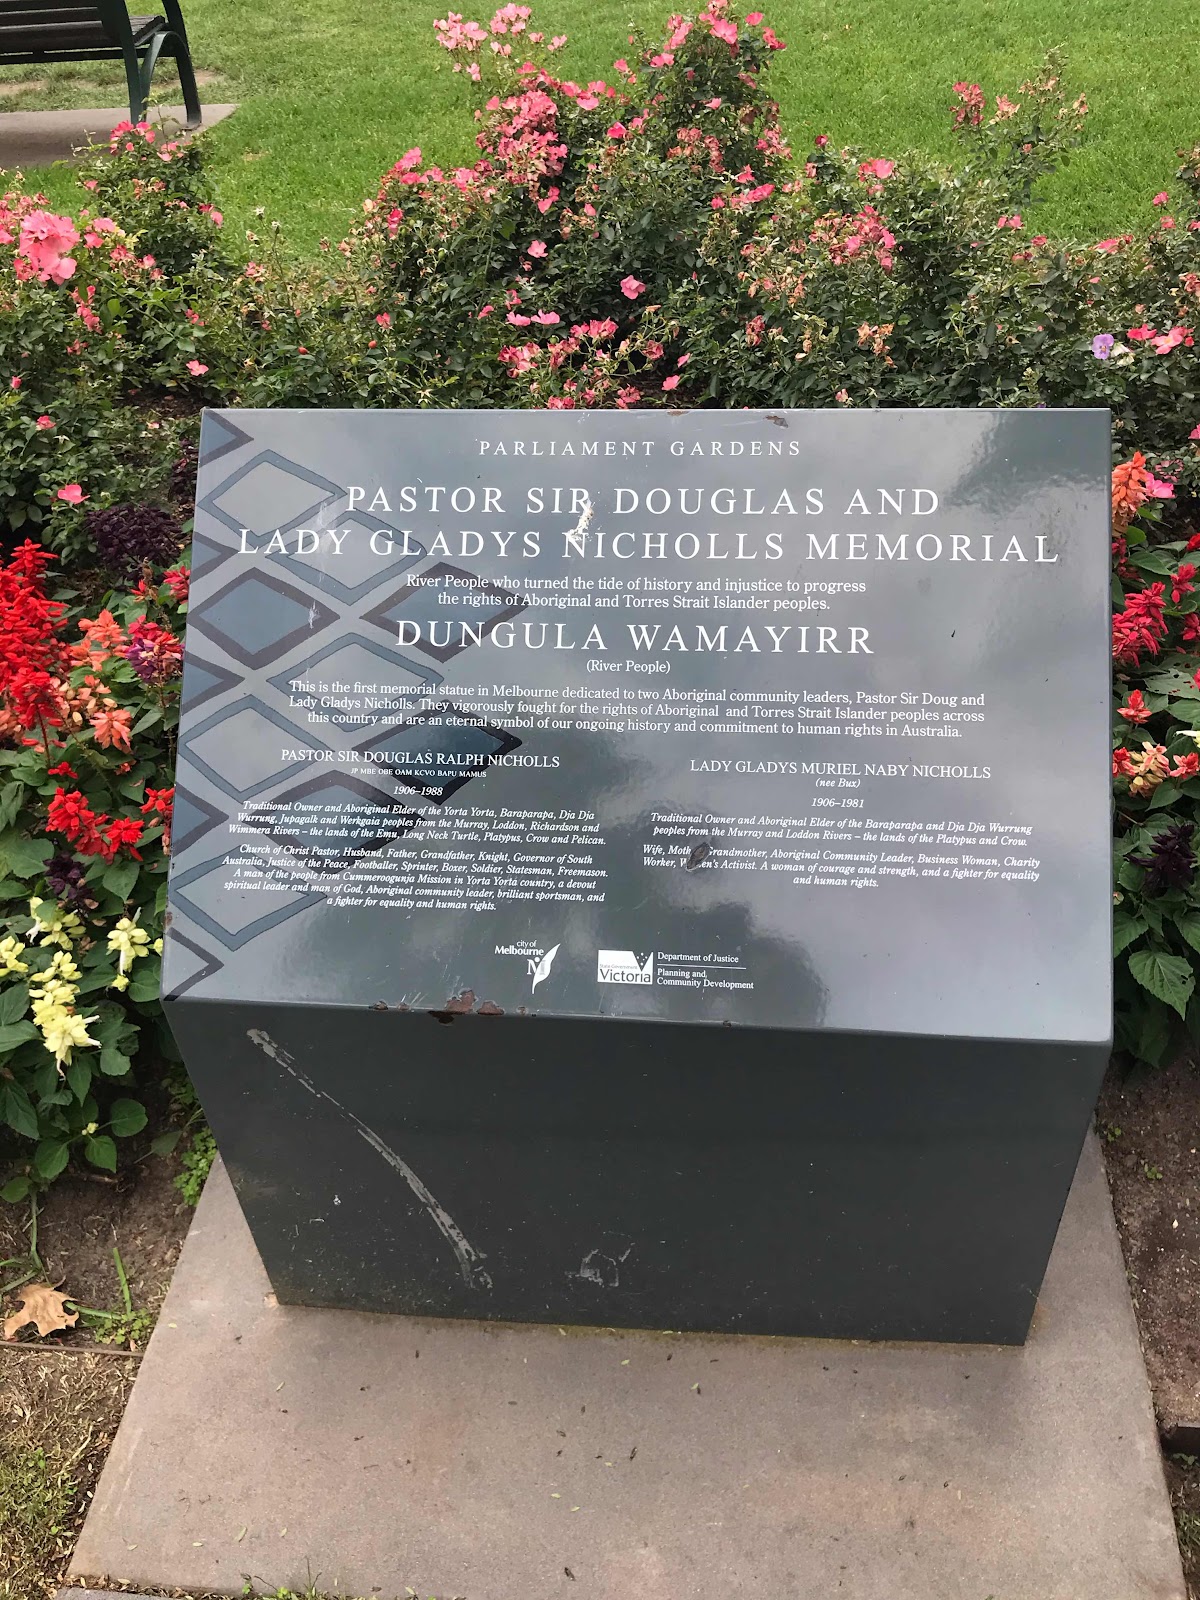 PARLIAMENT GARDENS
PASTOR SIR DOUGLAS AND
LADY GLADYS NICHOLLS MEMORIAL
River People who turned the tide of history and injustice to progress
the rights of Aboriginal and Torres Strait Islander peoples.
DUNGULA WAMAYIRR
(River People)
This is the first memorial statue in Melbourne dedicated to two Aboriginal community leaders, Pastor Sir Doug and
Lady Gladys Nicholls. They vigorously fought for the rights of Aboriginal and Torres Strait Islander peoples across
this country and are an eternal symbol of our ongoing history and commitment to human rights in Australia.
PASTOR SIR DOUGLAS RALPH NICHOLLS
JP MBE OBE OAM KCVO BAPU MAMUS
1906–1988
Traditional Owner and Aboriginal Elder of the Yorta Yorta, Baraparapa, Dja Dja
Wurrung, Jupagalk and Wergaia peoples from the Murray, Loddon, Richardson and
Wimmera Rivers – the lands of the Emu, Long Neck Turtle, Platypus, Crow and Pelican.
Church of Christ Pastor, Husband, Father, Grandfather, Knight, Governor of South
Australia, Justice of the Peace, Footballer, Sprinter, Boxer, Soldier, Statesman, Freemason.
A man of the people from Cummeroogunja Mission in Yorta Yorta country, a devout
spiritual leader and man of God, Aboriginal community leader, brilliant sportsman, and
a fighter for equality and human rights.
LADY GLADYS MURIEL NABY NICHOLLS
(nee Bux)
1906–1981
Traditional Owner and Aboriginal Elder of the Baraparapa and Dja Dja Wurrung
peoples from the Murray and Loddon Rivers – the lands of the Platypus and Crow.
Wife, Grandmother, Aboriginal Community Leader, Business Woman, Charity
Worker, Activist. A woman of courage and strength, and a fighter for equality
and human rights.
city of
Melbourne
M
State Government
Victoria
Department of Justice
Planning and
Community Development